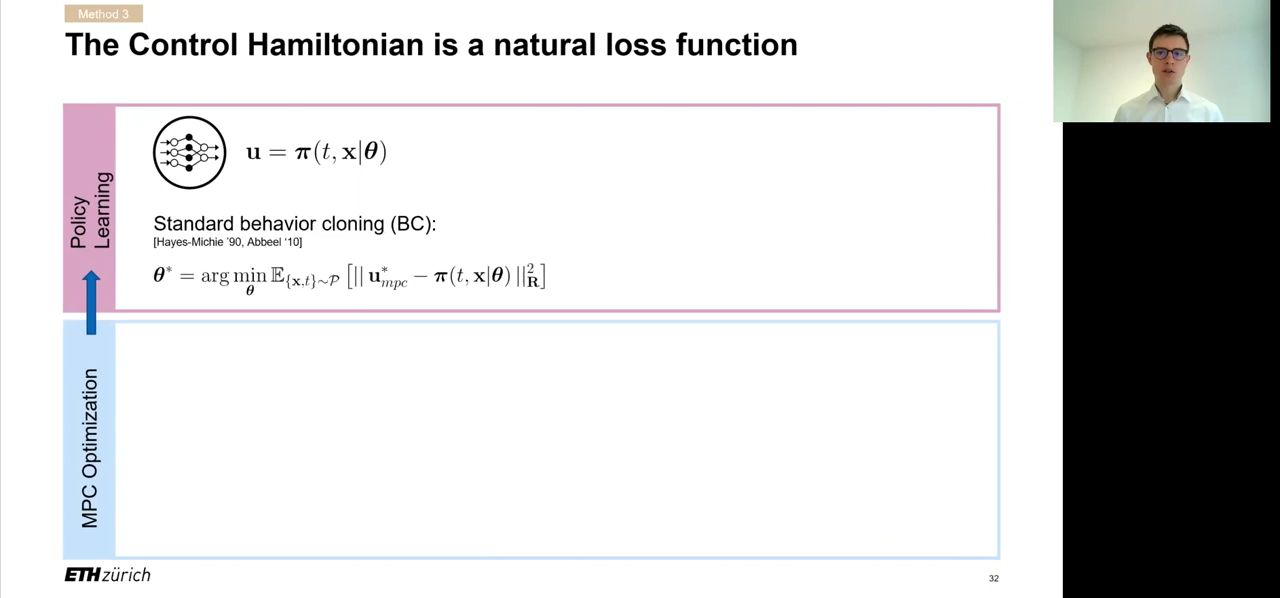 Method 3
The Control Hamiltonian is a natural loss function
Policy
Learning
u = π(t, x|θ)
Standard behavior cloning (BC):
[Hayes-Michie '90, Abbeel ‘10]
θ* = arg min_θ 𝔼_{x,t}∼𝒫 [|| u*_mpc − π(t, x|θ) ||²_R]
MPC Optimization
ETH zürich
32